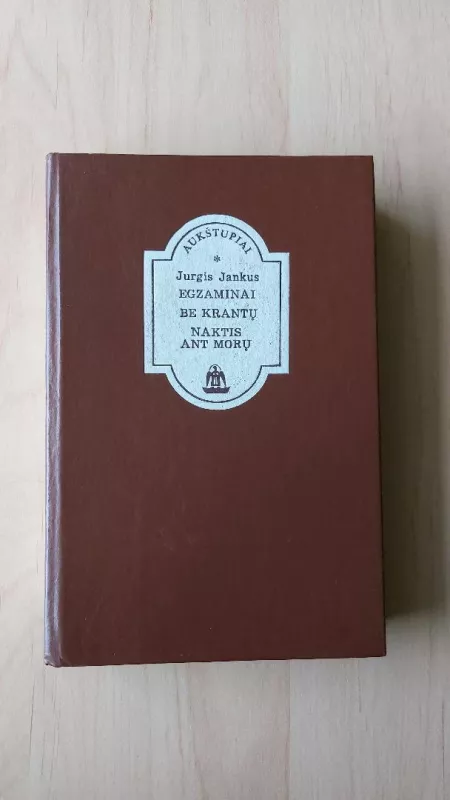 AUKŠTUPIAI
*
Jurgis Jankus
EGZAMINAI
BE KRANTŲ
NAKTIS
ANT MORŲ